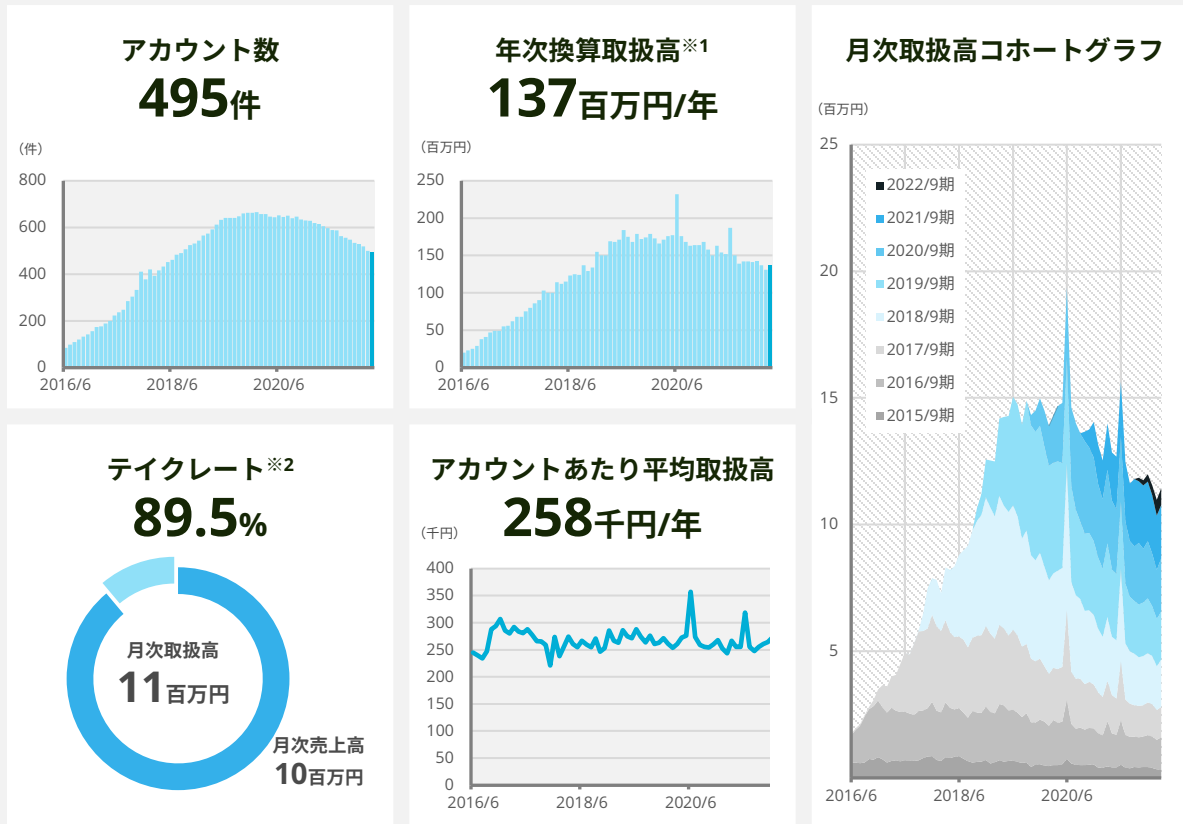 アカウント数
495件
(件)
800
600
400
200
0
2016/6
2018/6
2020/6
年次換算取扱高※1
137百万円/年
(百万円)
250
200
150
100
50
0
2016/6
2018/6
2020/6
月次取扱高コホートグラフ
(百万円)
25
20
15
10
5
2022/9期
2021/9期
2020/9期
2019/9期
2018/9期
2017/9期
2016/9期
2015/9期
2016/6
2018/6
2020/6
テイクレート※2
89.5%
月次取扱高
11百万円
月次売上高
10百万円
アカウントあたり平均取扱高
258千円/年
(千円)
400
350
300
250
200
150
100
50
0
2016/6
2018/6
2020/6